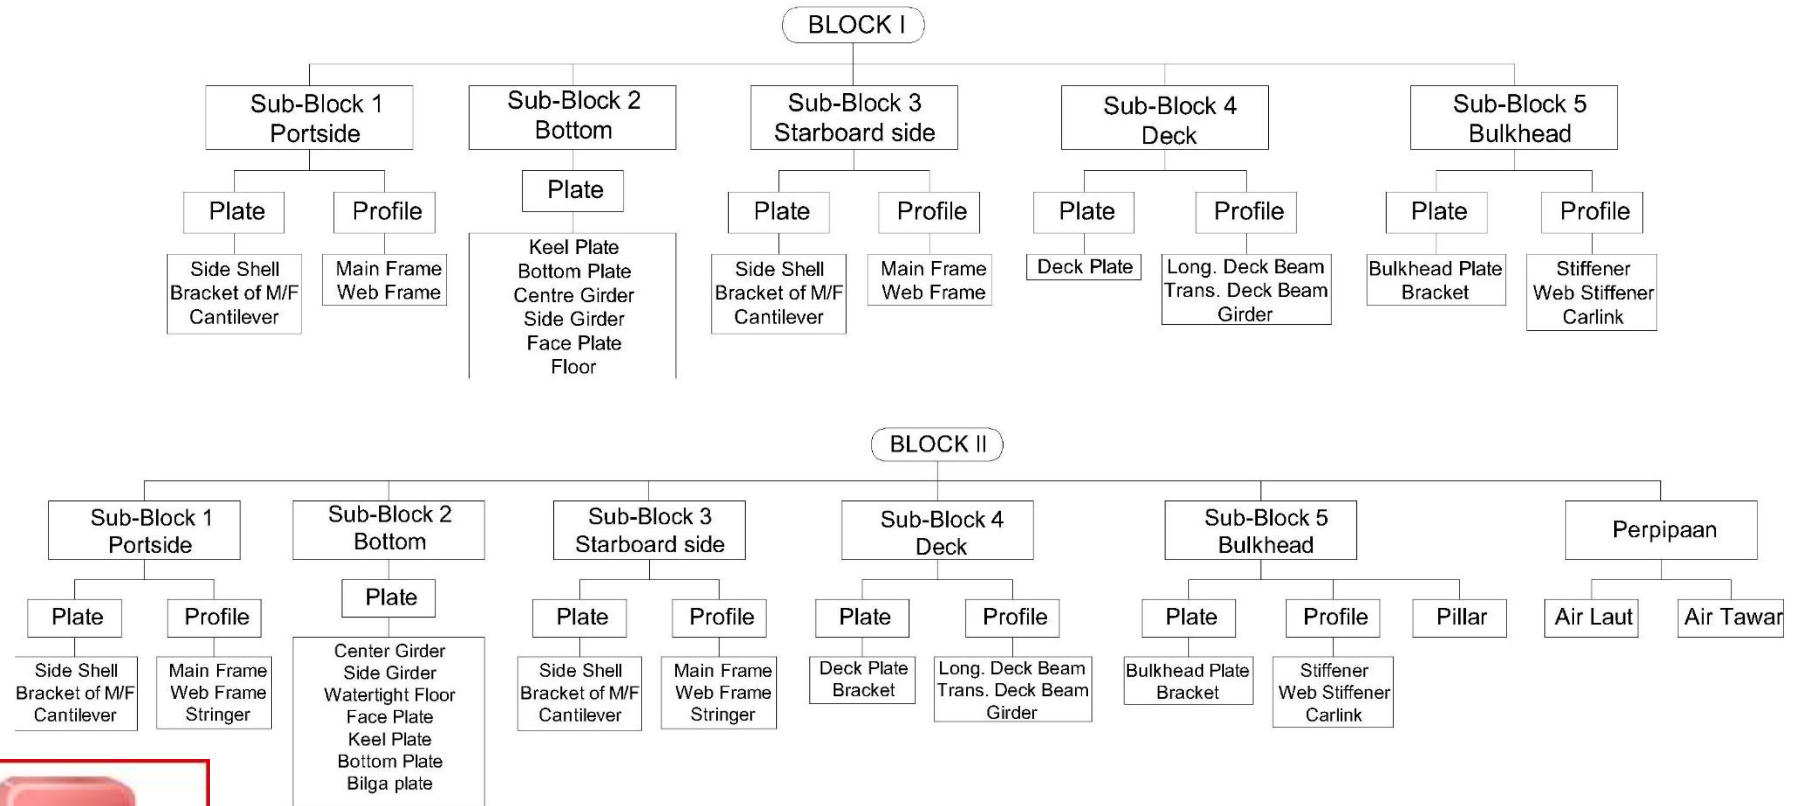 BLOCK I
Sub-Block 1
Portside
Sub-Block 2
Bottom
Sub-Block 3
Starboard side
Sub-Block 4
Deck
Sub-Block 5
Bulkhead
Plate
Profile
Plate
Plate
Profile
Plate
Profile
Plate
Profile
Side Shell
Bracket of M/F
Cantilever
Main Frame
Web Frame
Keel Plate
Bottom Plate
Centre Girder
Side Girder
Face Plate
Floor
Side Shell
Bracket of M/F
Cantilever
Main Frame
Web Frame
Deck Plate
Long. Deck Beam
Trans. Deck Beam
Girder
Bulkhead Plate
Bracket
Stiffener
Web Stiffener
Carlink
BLOCK II
Sub-Block 1
Portside
Sub-Block 2
Bottom
Sub-Block 3
Starboard side
Sub-Block 4
Deck
Sub-Block 5
Bulkhead
Perpipaan
Plate
Profile
Plate
Plate
Profile
Plate
Profile
Plate
Profile
Pillar
Air Laut
Air Tawar
Side Shell
Bracket of M/F
Cantilever
Main Frame
Web Frame
Stringer
Center Girder
Side Girder
Watertight Floor
Face Plate
Keel Plate
Bottom Plate
Bilga plate
Side Shell
Bracket of M/F
Cantilever
Main Frame
Web Frame
Stringer
Deck Plate
Bracket
Long. Deck Beam
Trans. Deck Beam
Girder
Bulkhead Plate
Bracket
Stiffener
Web Stiffener
Carlink